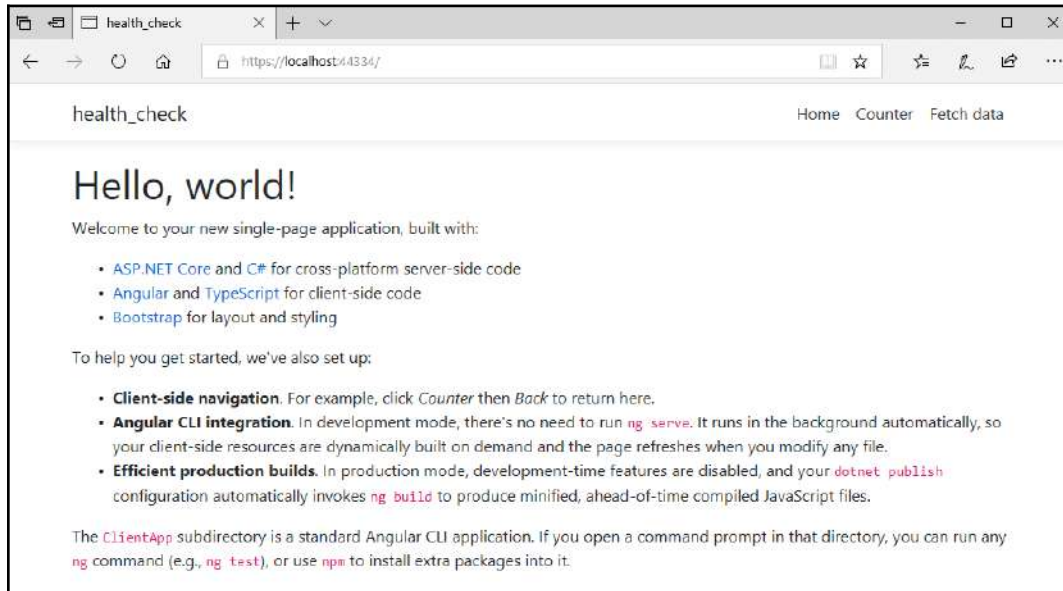 health_check
https://localhost:44334/
health_check
Home Counter Fetch data
Hello, world!
Welcome to your new single-page application, built with:
• ASP.NET Core and C# for cross-platform server-side code
• Angular and TypeScript for client-side code
• Bootstrap for layout and styling
To help you get started, we've also set up:
• Client-side navigation. For example, click Counter then Back to return here.
• Angular CLI integration. In development mode, there's no need to run ng serve. It runs in the background automatically, so
your client-side resources are dynamically built on demand and the page refreshes when you modify any file.
• Efficient production builds. In production mode, development-time features are disabled, and your dotnet publish
configuration automatically invokes ng build to produce minified, ahead-of-time compiled JavaScript files.
The ClientApp subdirectory is a standard Angular CLI application. If you open a command prompt in that directory, you can run any
ng command (e.g., ng test), or use npm to install extra packages into it.